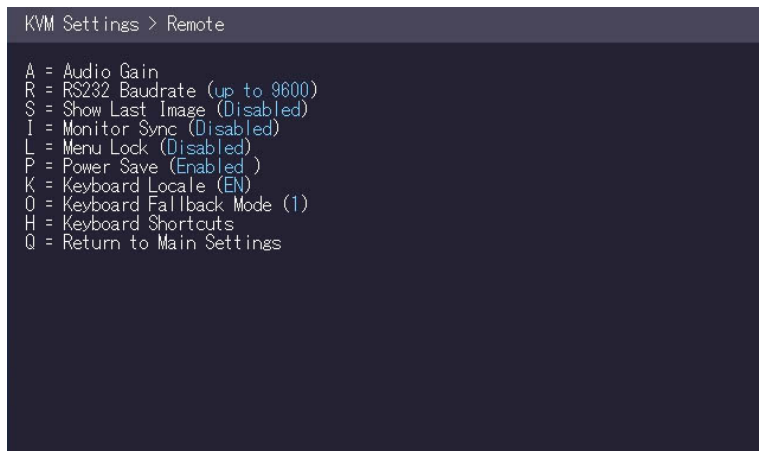 KVM Settings > Remote
A = Audio Gain
R = RS232 Baudrate (up to 9600)
S = Show Last Image (Disabled)
I = Monitor Sync (Disabled)
L = Menu Lock (Disabled)
P = Power Save (Enabled )
K = Keyboard Locale (EN)
O = Keyboard Fallback Mode (1)
H = Keyboard Shortcuts
Q = Return to Main Settings